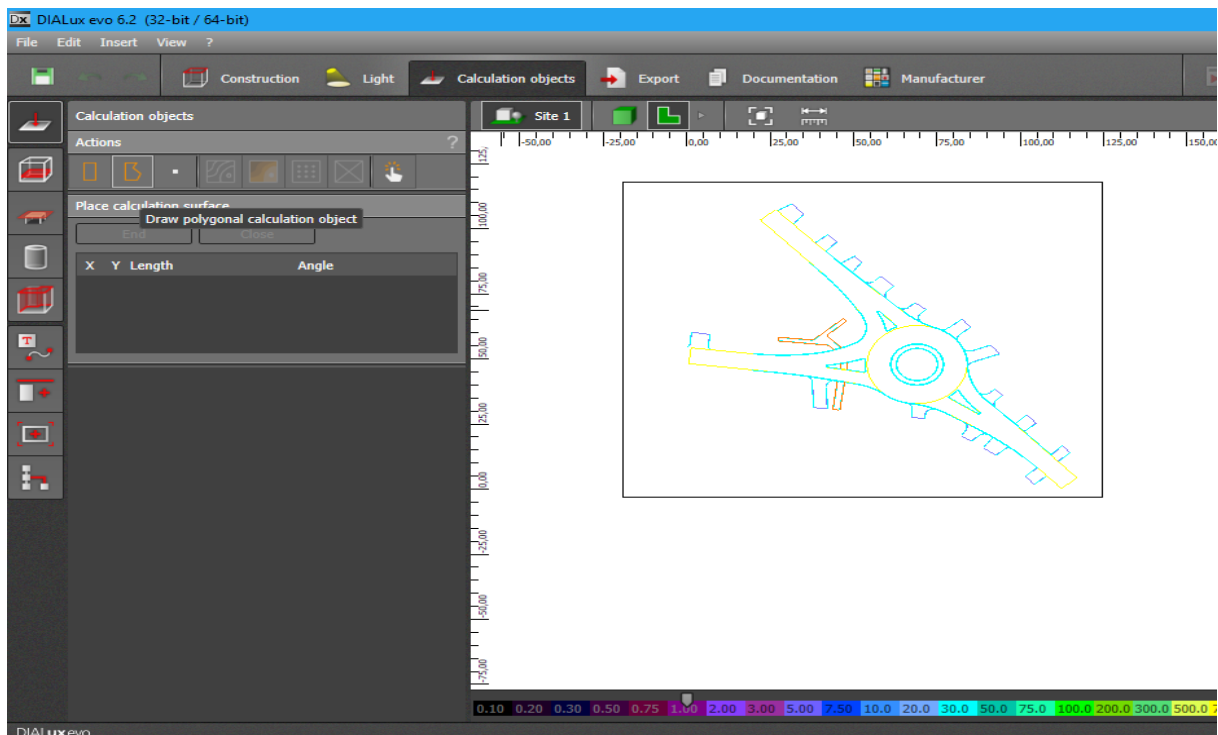 Dx DIALux evo 6.2 (32-bit / 64-bit)
File Edit Insert View ?
Construction Light Calculation objects Export Documentation Manufacturer
Calculation objects
Site 1
Actions ?
-50,00 -25,00 0,00 25,00 50,00 75,00 100,00 125,00 150,00
Place calculation surface
Draw polygonal calculation object
End Close
X Y Length Angle
T
125,
100,00
75,00
50,00
25,00
0,00
-25,00
-50,00
-75,00
0.10 0.20 0.30 0.50 0.75 1.00 2.00 3.00 5.00 7.50 10.0 20.0 30.0 50.0 75.0 100.0 200.0 300.0 500.0 7
DIALux evo